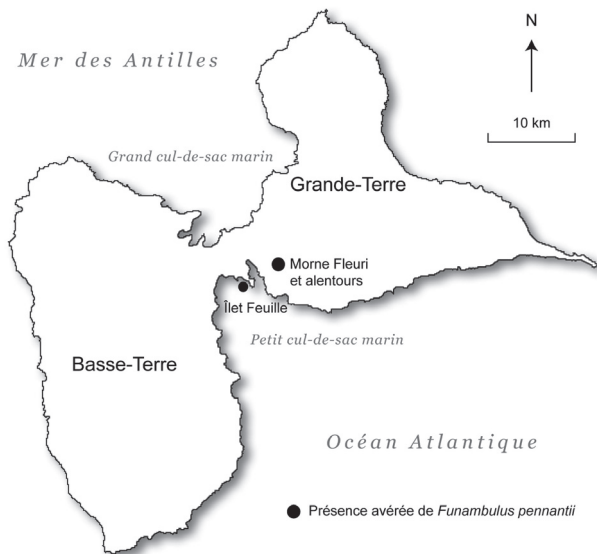 Mer des Antilles
N
10 km
Grand cul-de-sac marin
Grande-Terre
Morne Fleuri
et alentours
Îlet Feuille
Petit cul-de-sac marin
Basse-Terre
Océan Atlantique
Présence avérée de Funambulus pennantii